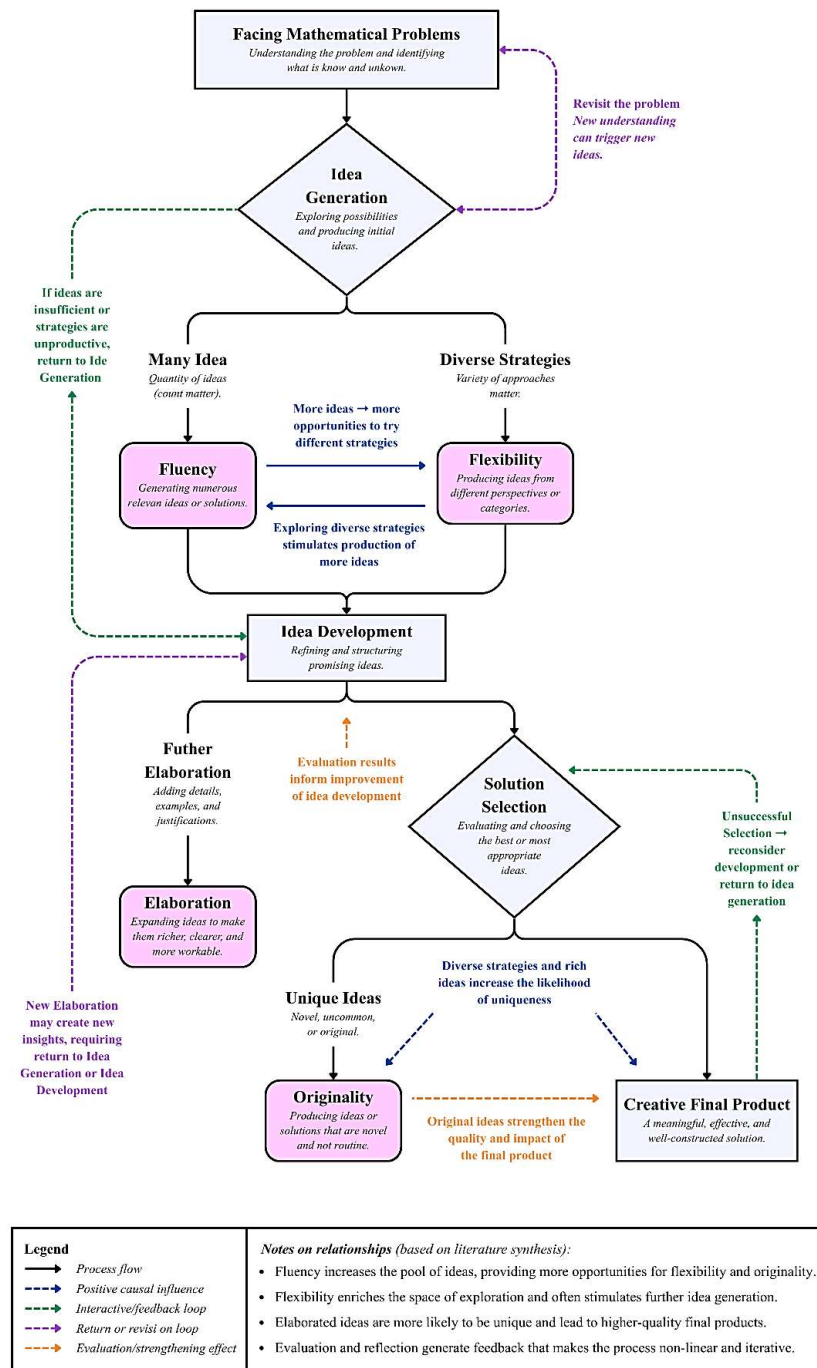 Facing Mathematical Problems
Understanding the problem and identifying
what is know and unkown.
Revisit the problem
New understanding
can trigger new
ideas.
Idea
Generation
Exploring possibilities
and producing initial
ideas.
If ideas are
insufficient or
strategies are
unproductive,
return to Ide
Generation
Many Idea
Quantity of ideas
(count matter).
Diverse Strategies
Variety of approaches
matter.
More ideas → more
opportunities to try
different strategies
Fluency
Generating numerous
relevan ideas or solutions.
Flexibility
Producing ideas from
different perspectives or
categories.
Exploring diverse strategies
stimulates production of
more ideas
Idea Development
Refining and structuring
promising ideas.
Futher
Elaboration
Adding details,
examples, and
justifications.
Evaluation results
inform improvement
of idea development
Solution
Selection
Evaluating and choosing
the best or most
appropriate
ideas.
Unsuccessful
Selection →
reconsider
development or
return to idea
generation
Elaboration
Expanding ideas to make
them richer, clearer, and
more workable.
New Elaboration
may create new
insights, requiring
return to Idea
Generation or Idea
Development
Unique Ideas
Novel, uncommon,
or original.
Diverse strategies and rich
ideas increase the likelihood
of uniqueness
Originality
Producing ideas or
solutions that are novel
and not routine.
Original ideas strengthen the
quality and impact of
the final product
Creative Final Product
A meaningful, effective, and
well-constructed solution.
Legend
Process flow
Positive causal influence
Interactive/feedback loop
Return or revisi on loop
Evaluation/strengthening effect
Notes on relationships (based on literature synthesis):
• Fluency increases the pool of ideas, providing more opportunities for flexibility and originality.
• Flexibility enriches the space of exploration and often stimulates further idea generation.
• Elaborated ideas are more likely to be unique and lead to higher-quality final products.
• Evaluation and reflection generate feedback that makes the process non-linear and iterative.